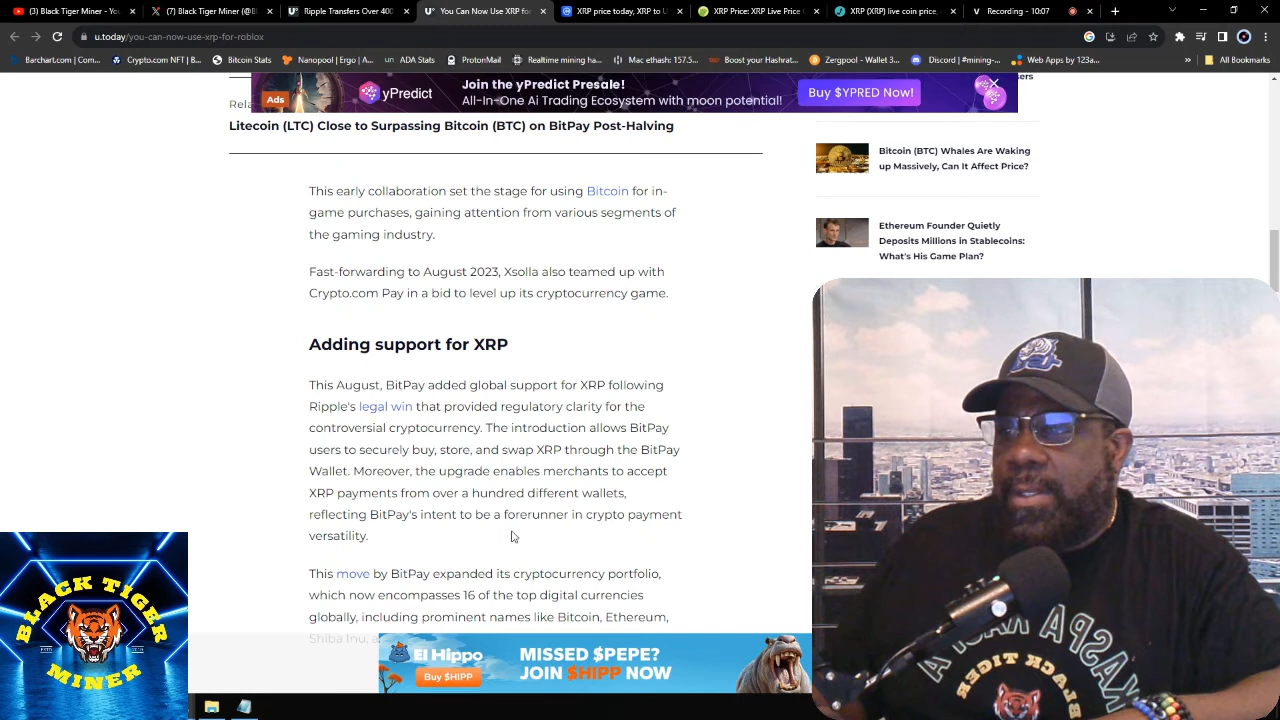 (3) Black Tiger Miner - You
(7) Black Tiger Miner (@Bl
Ripple Transfers Over 400
You Can Now Use XRP for
XRP price today, XRP to U
XRP Price: XRP Live Price
XRP (XRP) live coin price,
Recording - 10:07
u.today/you-can-now-use-xrp-for-roblox
Barchart.com | Co...
Crypto.com NFT | B...
Bitcoin Stats
Nanopool | Ergo | A...
ADA Stats
ProtonMail
Realtime mining ha...
Mc ethash: 157.5...
Boost your Hashrat...
Zergpool - Wallet 3...
Discord | #mining-...
Web Apps by 123a...
»
All Bookmarks
Ads
yPredict
Join the yPredict Presale!
All-In-One Ai Trading Ecosystem with moon potential!
Buy $YPRED Now!
Rela
Litecoin (LTC) Close to Surpassing Bitcoin (BTC) on BitPay Post-Halving
This early collaboration set the stage for using Bitcoin for in-
game purchases, gaining attention from various segments of
the gaming industry.
Fast-forwarding to August 2023, Xsolla also teamed up with
Crypto.com Pay in a bid to level up its cryptocurrency game.
Adding support for XRP
This August, BitPay added global support for XRP following
Ripple's legal win that provided regulatory clarity for the
controversial cryptocurrency. The introduction allows BitPay
users to securely buy, store, and swap XRP through the BitPay
Wallet. Moreover, the upgrade enables merchants to accept
XRP payments from over a hundred different wallets,
reflecting BitPay's intent to be a forerunner in crypto payment
versatility.
This move by BitPay expanded its cryptocurrency portfolio,
which now encompasses 16 of the top digital currencies
globally, including prominent names like Bitcoin, Ethereum,
Shiba Inu, a
sers
Bitcoin (BTC) Whales Are Waking
up Massively, Can It Affect Price?
Ethereum Founder Quietly
Deposits Millions in Stablecoins:
What's His Game Plan?
El Hippo
Buy $HIPP
MISSED $PEPE?
JOIN $HIPP NOW
BLACK TIGER
MINER
KASPA
BLACK TIGER